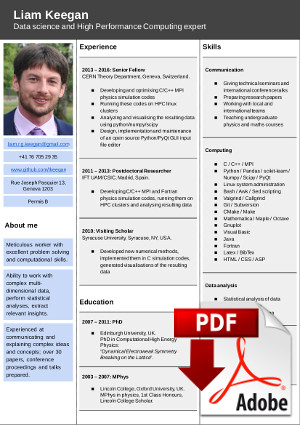 Liam Keegan
Data science and High Performance Computing expert
liam.r.g.keegan@gmail.com
+41 76 705 29 35
www.github.com/lkeegan
Rue Joseph Pasquier 13,
Geneva 1203
Permis B
About me
Meticulous worker with
excellent problem solving
and computational skills.
Ability to work with
complex multi-
dimensional data,
perform statistical
analyses, extract
relevant insights.
Experienced at
communicating and
explaining complex ideas
and concepts; over 30
papers, conference
proceedings and talks
prepared.
Experience
2013 – 2016: Senior Fellow
CERN Theory Department, Geneva, Switzerland.
Developing and optimising C/C++ MPI
physics simulation codes
Running these codes on HPC linux
clusters
Analyzing and visualising the resulting data
using python/numpy/scipy
Design, implementation and maintenance
of an open source Python/PyQt GUI input
file editor
2011 – 2013: Postdoctoral Researcher
IFT UAM/CSIC, Madrid, Spain.
Developing C/C++ MPI and Fortran
physics simulation codes, running them on
HPC clusters and analysing resulting data
2010: Visiting Scholar
Syracuse University, Syracuse, NY, USA.
Developed new numerical methods,
implemented them in C simulation codes,
generated visualisations of the resulting
data
Education
2007 – 2011: PhD
Edinburgh University, UK.
PhD in Computational High Energy
Physics:
"Dynamical Electroweak Symmetry
Breaking on the Lattice"
2003 – 2007: MPhys
Lincoln College, Oxford University, UK.
MPhys in physics, 1st Class Honours,
Lincoln College Scholar.
Skills
Communication
Giving technical seminars and
international conference talks
Preparing research papers
Working with local and
international teams
Teaching undergraduate
physics and maths courses
Computing
C / C++ / MPI
Python / Pandas / scikit-learn/
Numpy / Scipy / PyQt
Linux system administration
Bash / Awk / Sed scripting
Valgrind / Callgrind
Git / Subversion
CMake / Make
Mathematica / Maple / Octave
Gnuplot
Visual Basic
Java
Fortran
Latex / BibTex
HTML / CSS / ASP
Data analysis
Statistical analysis of data
PDF
Adobe